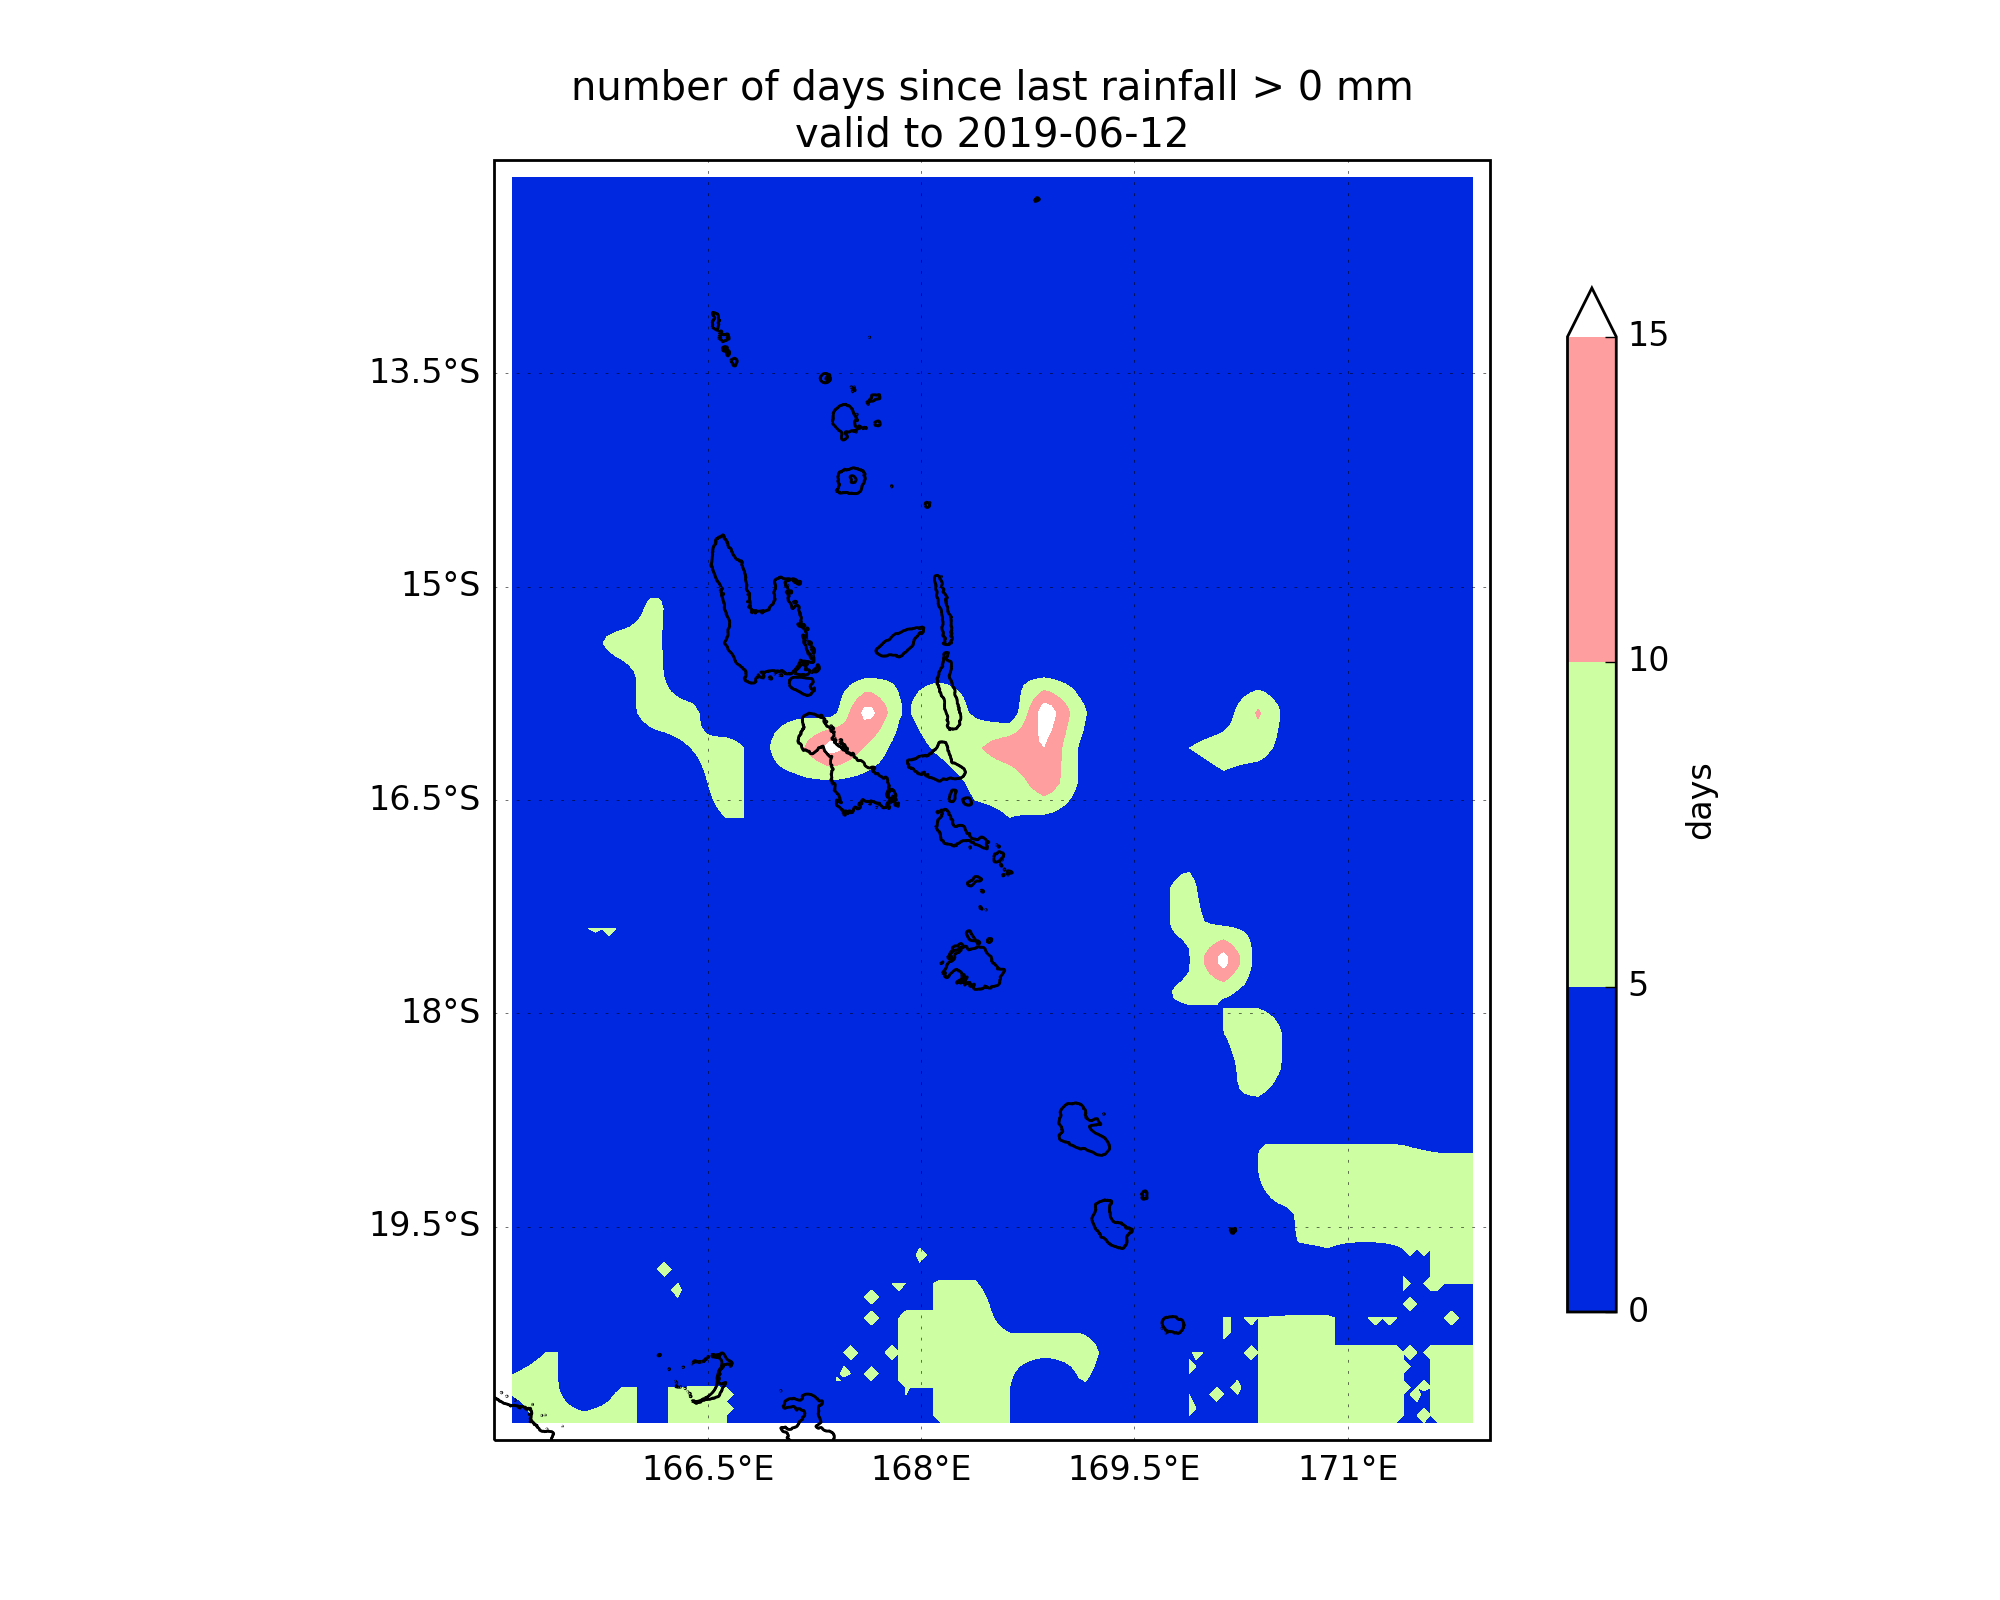 number of days since last rainfall > 0 mm
valid to 2019-06-12
13.5°S
15°S
16.5°S
18°S
19.5°S
166.5°E
168°E
169.5°E
171°E
15
10
5
0
days